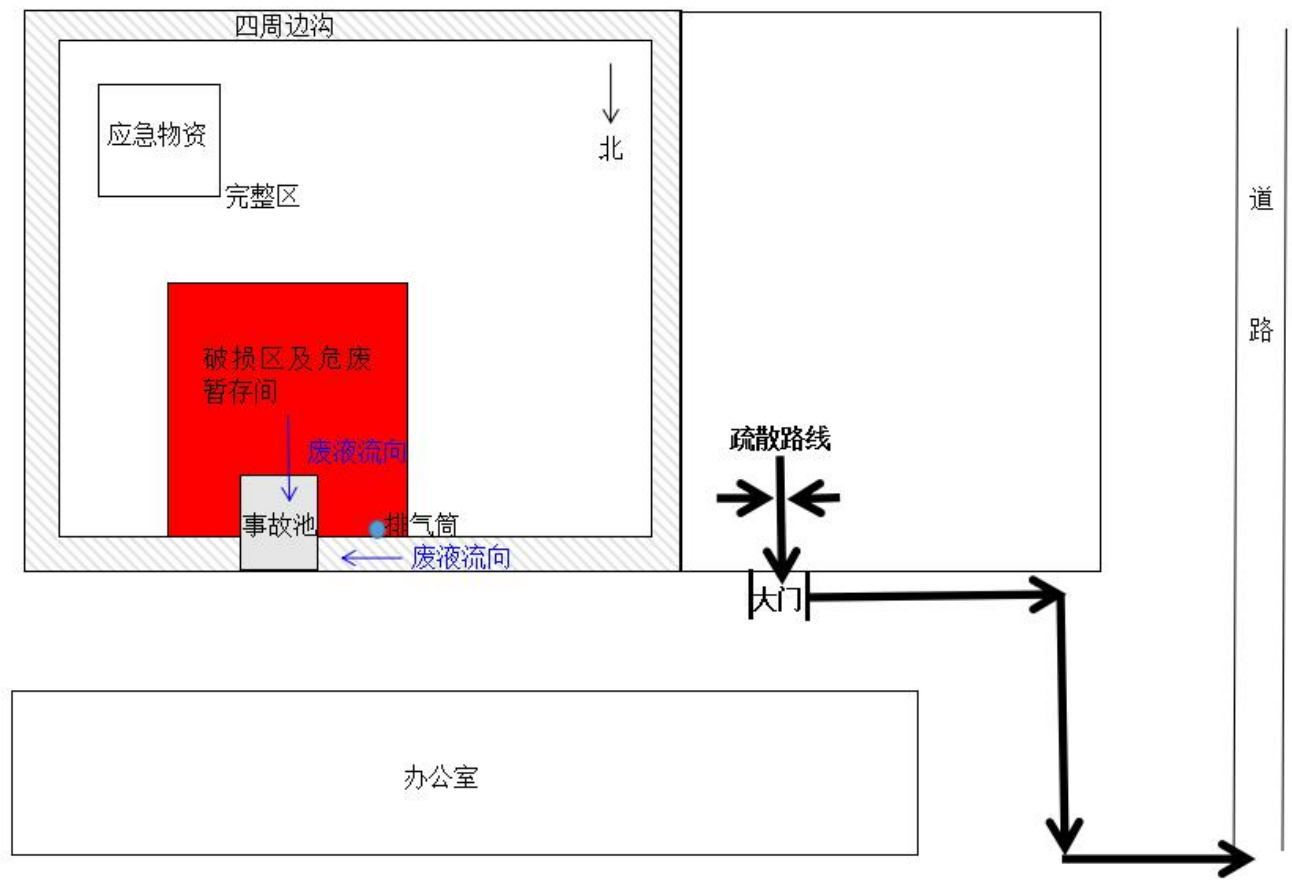 四周边沟
应急物资
北
完整区
道
路
破损区及危废
暂存间
废液流向
疏散路线
事故池
排气筒
废液流向
大门
办公室